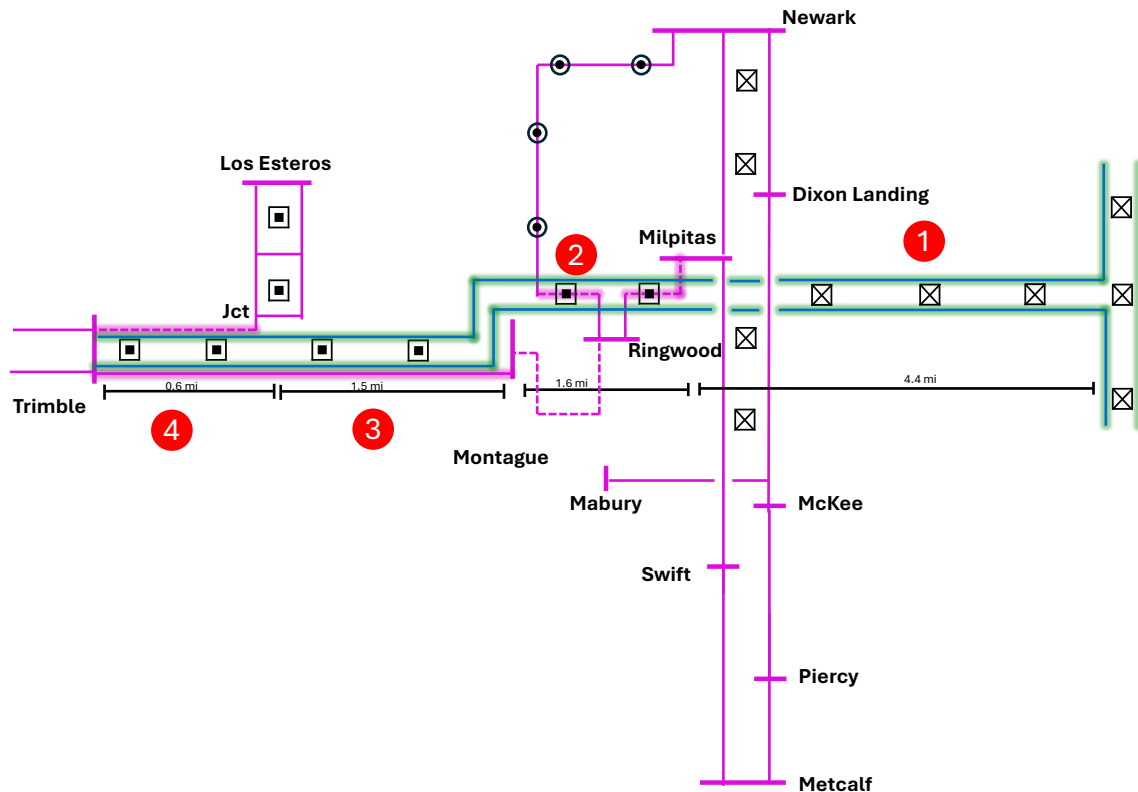 Newark
Los Esteros
Dixon Landing
Milpitas
1
2
Jct
Ringwood
0.6 mi
1.5 mi
1.6 mi
4.4 mi
Trimble
4
3
Montague
Mabury
McKee
Swift
Piercy
Metcalf